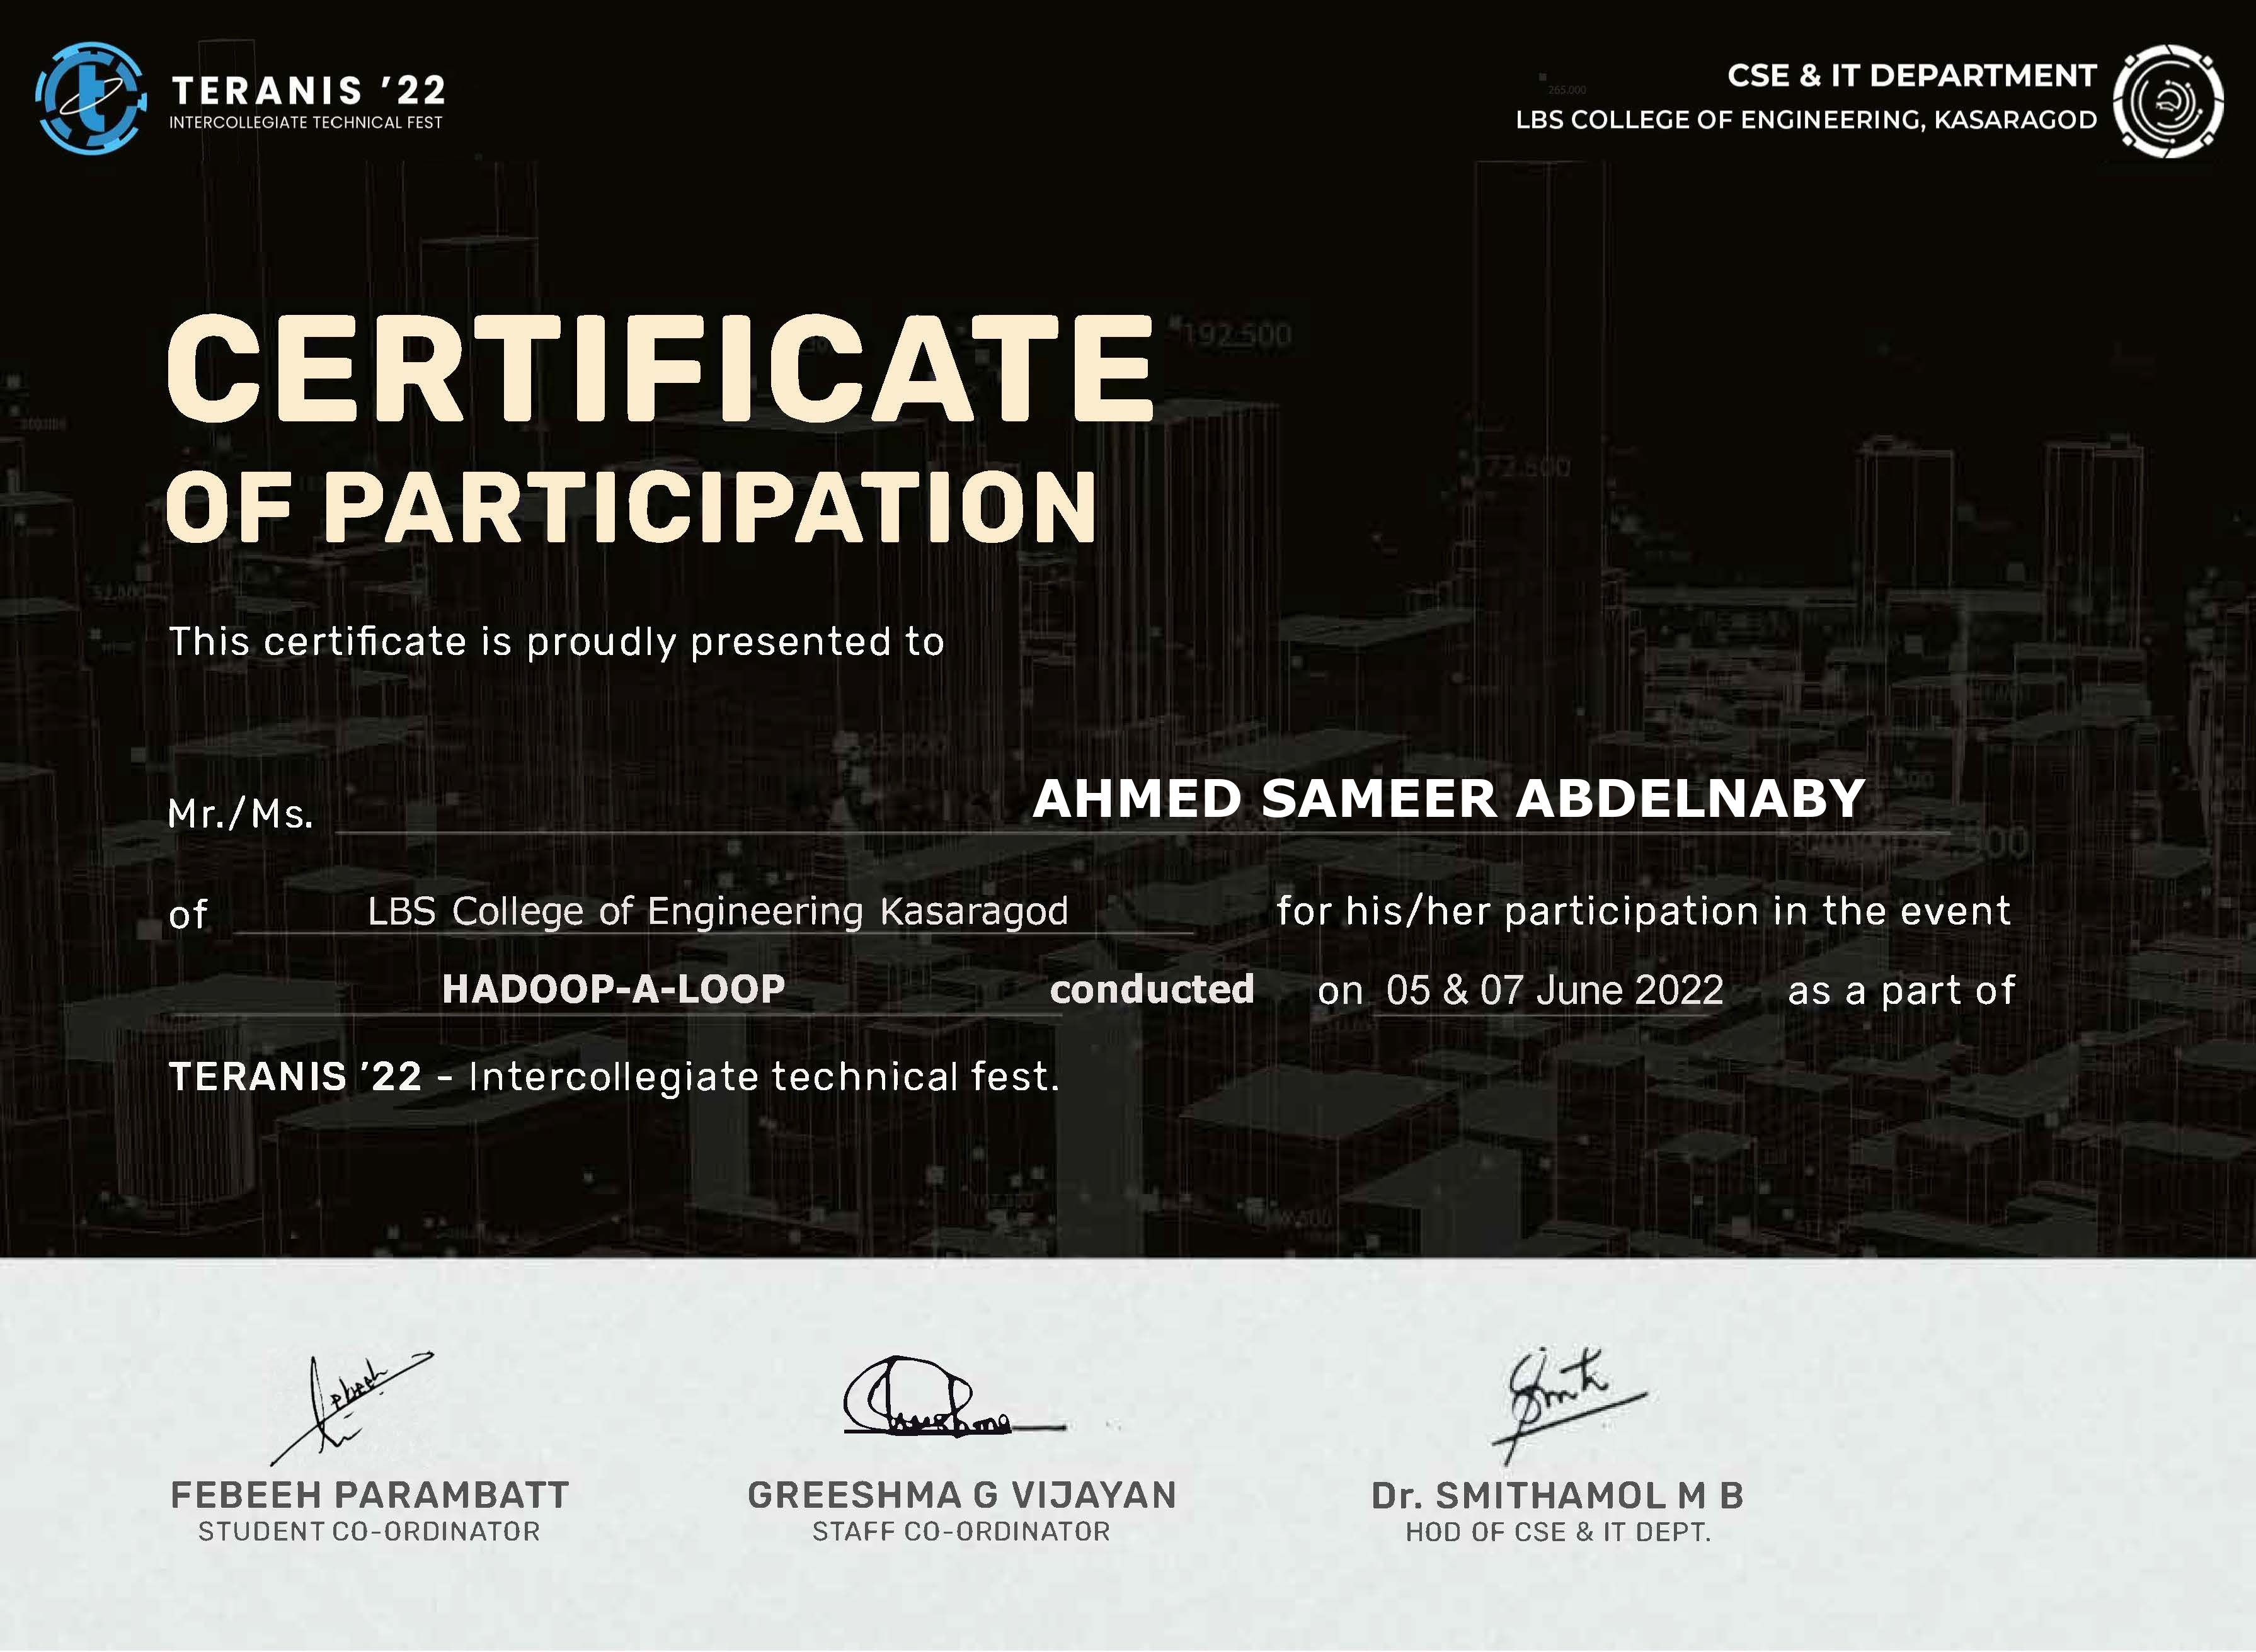 TERANIS '22
INTERCOLLEGIATE TECHNICAL FEST
CSE & IT DEPARTMENT
LBS COLLEGE OF ENGINEERING, KASARAGOD
CERTIFICATE
OF PARTICIPATION
This certificate is proudly presented to
Mr./Ms. AHMED SAMEER ABDELNABY
of LBS College of Engineering Kasaragod for his/her participation in the event
HADOOP-A-LOOP conducted on 05 & 07 June 2022 as a part of
TERANIS '22 - Intercollegiate technical fest.
FEBEEH PARAMBATT GREESHMA G VIJAYAN Dr. SMITHAMOL M B
STUDENT CO-ORDINATOR STAFF CO-ORDINATOR HOD OF CSE & IT DEPT.